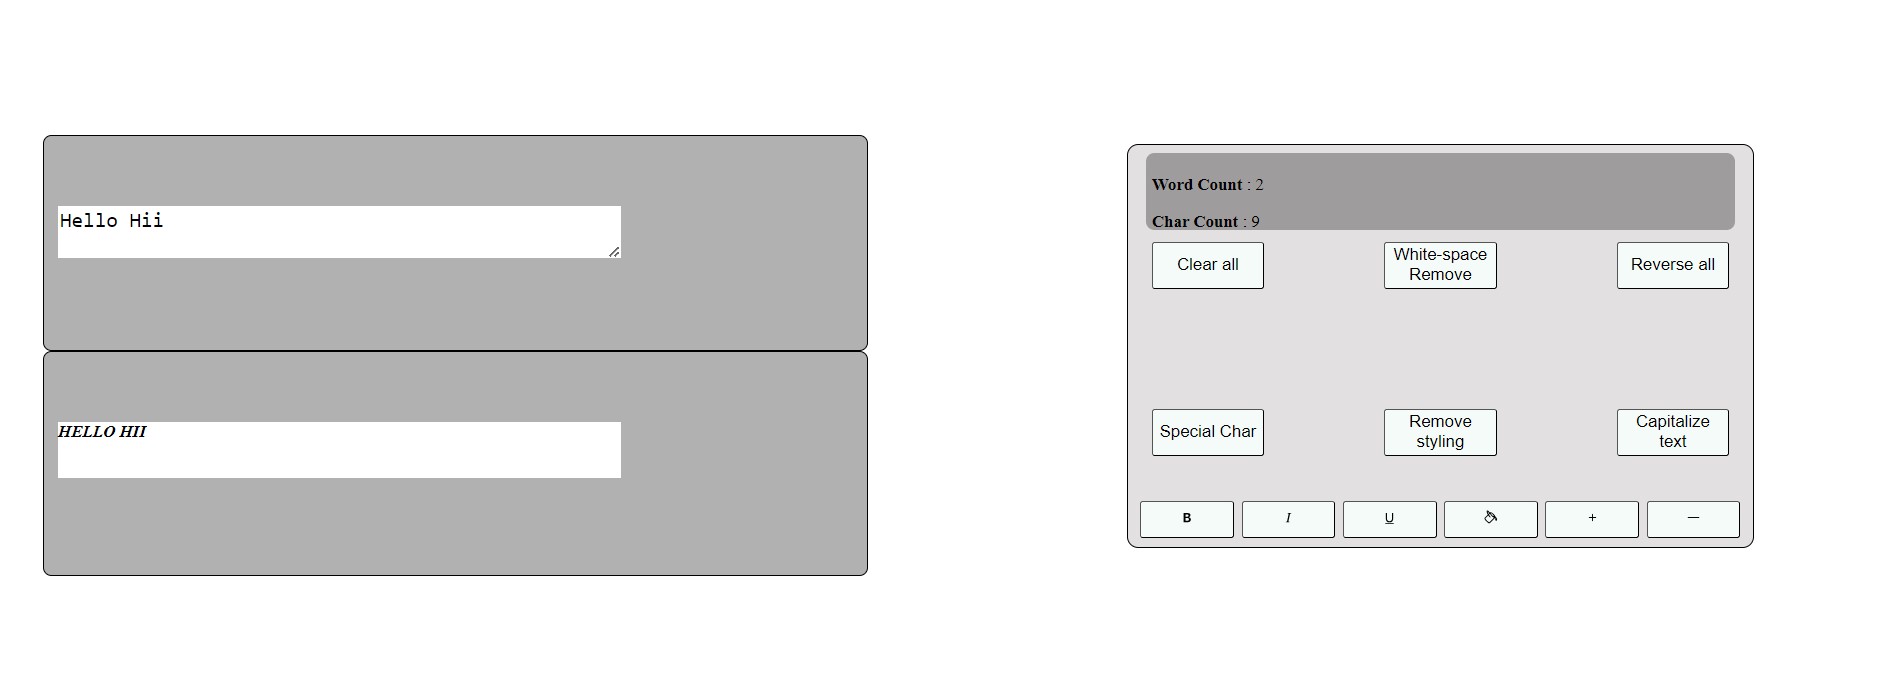 Hello Hii
HELLO HII
Word Count : 2
Char Count : 9
Clear all
White-space
Remove
Reverse all
Special Char
Remove
styling
Capitalize
text
B
I
U
+
—